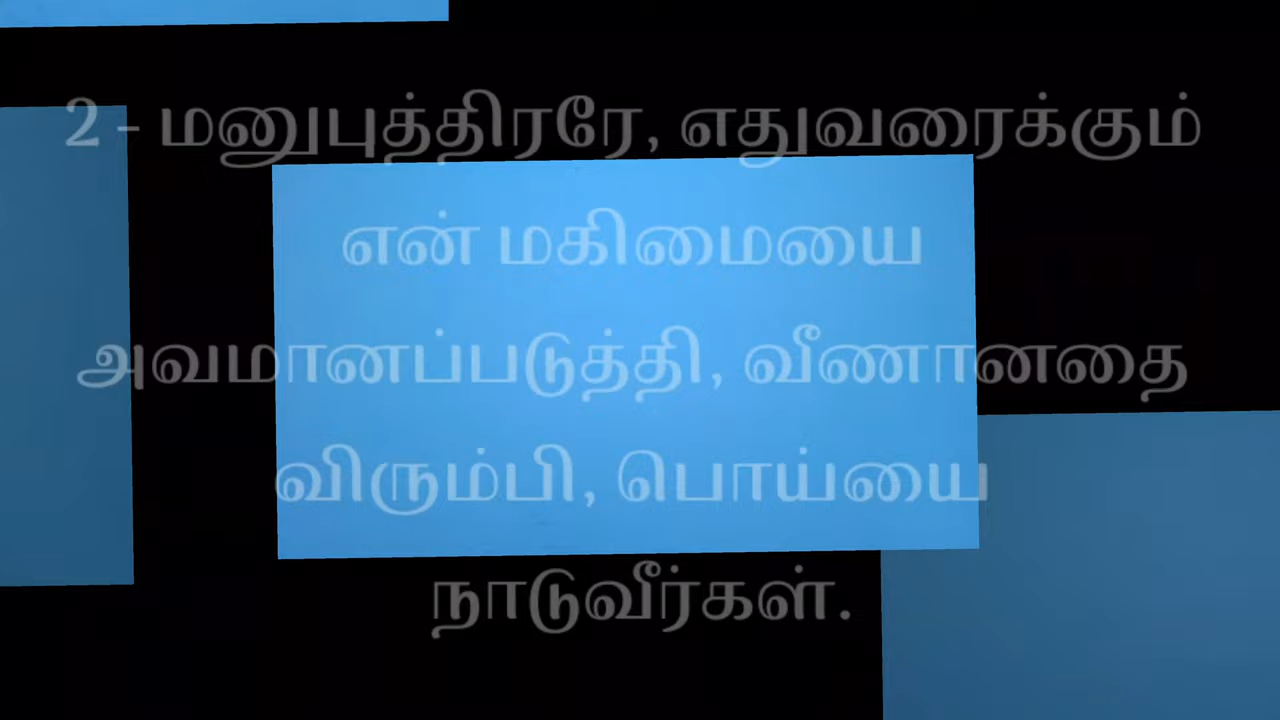 2 - மனுபுத்திரரே, எதுவரைக்கும்
என் மகிமையை
அவமானப்படுத்தி, வீணானதை
விரும்பி, பொய்யை
நாடுவீர்கள்.